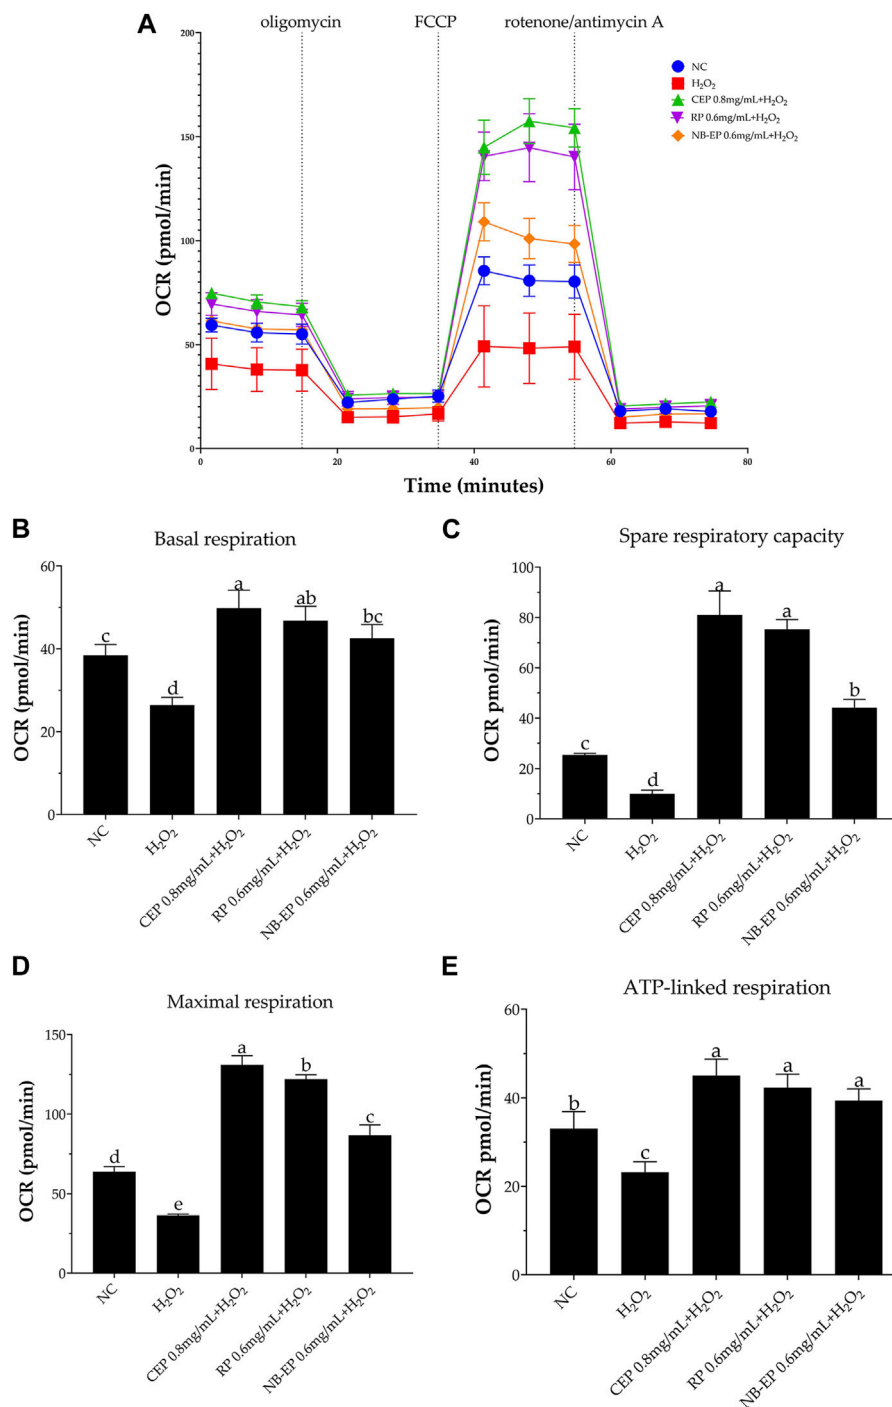 A
oligomycin FCCP rotenone/antimycin A
200
150
100
50
0
0 20 40 60 80
OCR (pmol/min)
Time (minutes)
NC
H₂O₂
CEP 0.8mg/mL+H₂O₂
RP 0.6mg/mL+H₂O₂
NB-EP 0.6mg/mL+H₂O₂
B
Basal respiration
OCR (pmol/min)
60
40
20
0
c d a ab bc
NC
H₂O₂
CEP 0.8mg/mL+H₂O₂
RP 0.6mg/mL+H₂O₂
NB-EP 0.6mg/mL+H₂O₂
C
Spare respiratory capacity
OCR pmol/min)
100
80
60
40
20
0
c d a a b
NC
H₂O₂
CEP 0.8mg/mL+H₂O₂
RP 0.6mg/mL+H₂O₂
NB-EP 0.6mg/mL+H₂O₂
D
Maximal respiration
OCR (pmol/min)
150
100
50
0
d e a b c
NC
H₂O₂
CEP 0.8mg/mL+H₂O₂
RP 0.6mg/mL+H₂O₂
NB-EP 0.6mg/mL+H₂O₂
E
ATP-linked respiration
OCR pmol/min)
60
40
20
0
b c a a a
NC
H₂O₂
CEP 0.8mg/mL+H₂O₂
RP 0.6mg/mL+H₂O₂
NB-EP 0.6mg/mL+H₂O₂